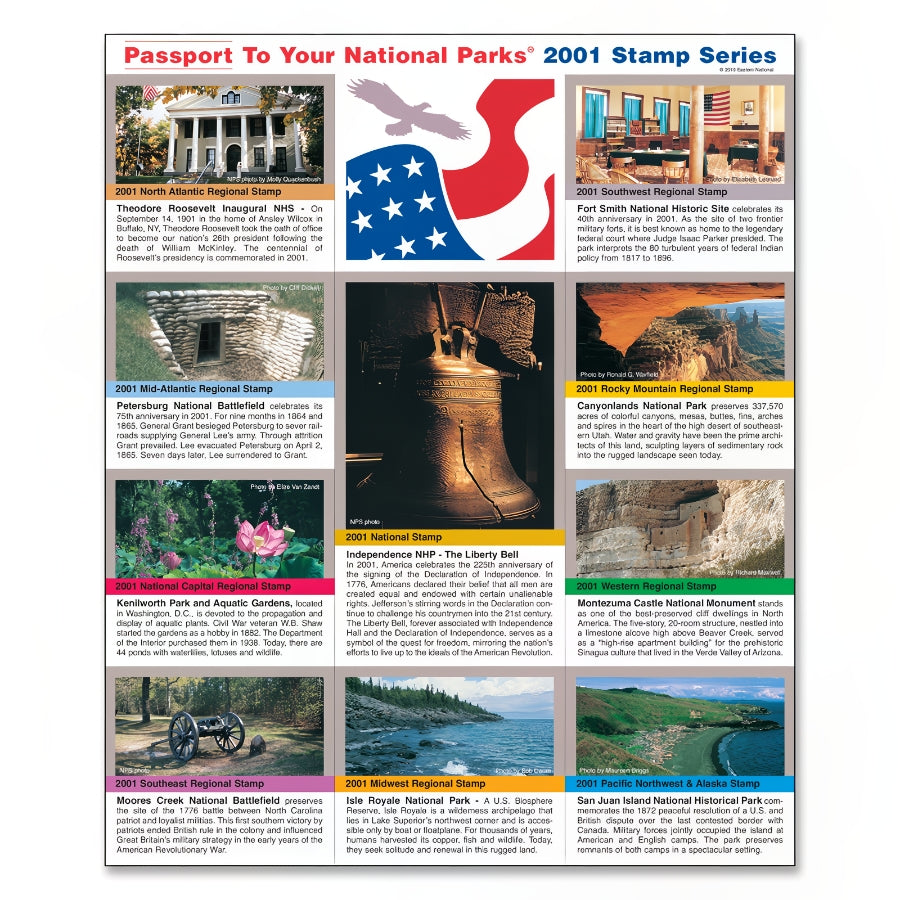 Passport To Your National Parks® 2001 Stamp Series
© 2013 Eastern National
NPS photo by Molly Quackenbush
2001 North Atlantic Regional Stamp
Theodore Roosevelt Inaugural NHS - On
September 14, 1901 in the home of Ansley Wilcox in
Buffalo, NY, Theodore Roosevelt took the oath of office
to become our nation's 26th president following the
death of William McKinley. The centennial of
Roosevelt's presidency is commemorated in 2001.
Photo by Elizabeth Leonard
2001 Southwest Regional Stamp
Fort Smith National Historic Site celebrates its
40th anniversary in 2001. As the site of two frontier
military forts, it is best known as home to the legendary
federal court where Judge Isaac Parker presided. The
park interprets the 80 turbulent years of federal Indian
policy from 1817 to 1896.
Photo by Cliff Dickell
2001 Mid-Atlantic Regional Stamp
Petersburg National Battlefield celebrates its
75th anniversary in 2001. For nine months in 1864 and
1865, General Grant besieged Petersburg to sever rail-
roads supplying General Lee's army. Through attrition
Grant prevailed. Lee evacuated Petersburg on April 2,
1865. Seven days later, Lee surrendered to Grant.
NPS photo
2001 National Stamp
Independence NHP - The Liberty Bell
In 2001, America celebrates the 225th anniversary of
the signing of the Declaration of Independence. In
1776, Americans declared their belief that all men are
created equal and endowed with certain unalienable
rights. Jefferson's stirring words in the Declaration con-
tinue to challenge his countrymen into the 21st century.
The Liberty Bell, forever associated with Independence
Hall and the Declaration of Independence, serves as a
symbol of the quest for freedom, mirroring the nation's
efforts to live up to the ideals of the American Revolution.
Photo by Ronald G. Warfield
2001 Rocky Mountain Regional Stamp
Canyonlands National Park preserves 337,570
acres of colorful canyons, mesas, buttes, fins, arches
and spires in the heart of the high desert of southeast-
ern Utah. Water and gravity have been the prime archi-
tects of this land, sculpting layers of sedimentary rock
into the rugged landscape seen today.
Photo by Elize Van Zandt
2001 National Capital Regional Stamp
Kenilworth Park and Aquatic Gardens, located
in Washington, D.C., is devoted to the propagation and
display of aquatic plants. Civil War veteran W.B. Shaw
started the gardens as a hobby in 1882. The Department
of the Interior purchased them in 1938. Today, there are
44 ponds with waterlilies, lotuses and wildlife.
Photo by Richard Maxwell
2001 Western Regional Stamp
Montezuma Castle National Monument stands
as one of the best-preserved cliff dwellings in North
America. The five-story, 20-room structure, nestled into
a limestone alcove high above Beaver Creek, served
as a "high-rise apartment building" for the prehistoric
Sinagua culture that lived in the Verde Valley of Arizona.
NPS photo
2001 Southeast Regional Stamp
Moores Creek National Battlefield preserves
the site of the 1776 battle between North Carolina
patriot and loyalist militias. This first southern victory by
patriots ended British rule in the colony and influenced
Great Britain's military strategy in the early years of the
American Revolutionary War.
Photo by Bob
2001 Midwest Regional Stamp
Isle Royale National Park - A U.S. Biosphere
Reserve, Isle Royale is a wilderness archipelago that
lies in Lake Superior's northwest corner and is acces-
sible only by boat or floatplane. For thousands of years,
humans harvested its copper, fish and wildlife. Today,
they seek solitude and renewal in this rugged land.
Photo by Maureen Briggs
2001 Pacific Northwest & Alaska Stamp
San Juan Island National Historical Park com-
memorates the 1872 peaceful resolution of a U.S. and
British dispute over the last contested border with
Canada. Military forces jointly occupied the island at
American and English camps. The park preserves
remnants of both camps in a spectacular setting.